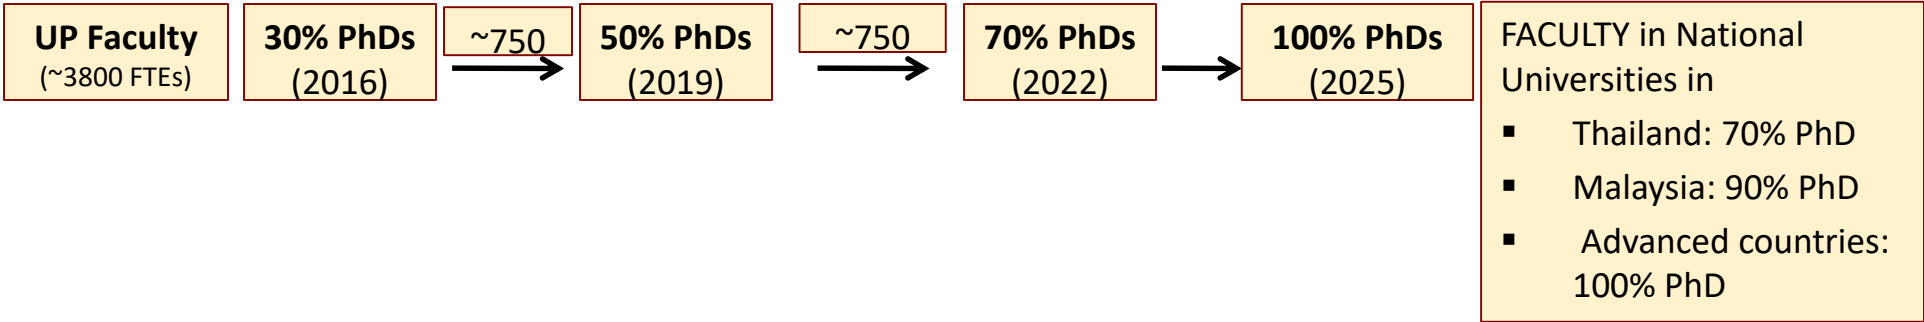 UP Faculty
(~3800 FTEs)
30% PhDs
(2016)
~750
50% PhDs
(2019)
~750
70% PhDs
(2022)
100% PhDs
(2025)
FACULTY in National
Universities in
▪ Thailand: 70% PhD
▪ Malaysia: 90% PhD
▪ Advanced countries:
100% PhD